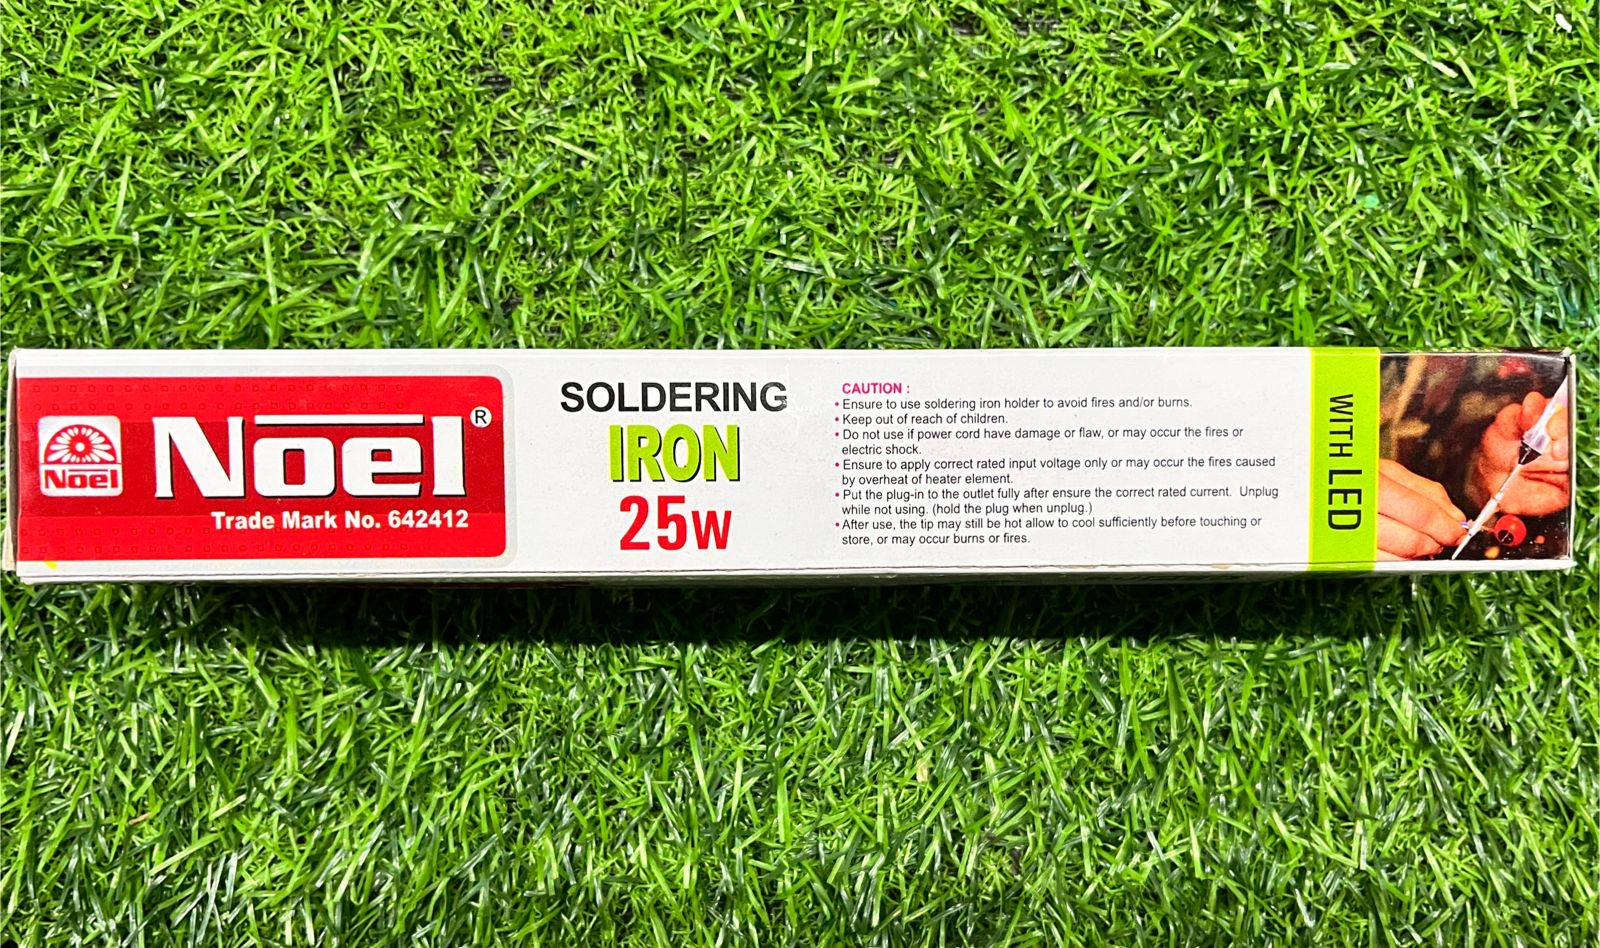 Noel
Noel ®
Trade Mark No. 642412
SOLDERING
IRON
25W
CAUTION :
• Ensure to use soldering iron holder to avoid fires and/or burns.
• Keep out of reach of children.
• Do not use if power cord have damage or flaw, or may occur the fires or
electric shock.
• Ensure to apply correct rated input voltage only or may occur the fires caused
by overheat of heater element.
• Put the plug-in to the outlet fully after ensure the correct rated current. Unplug
while not using. (hold the plug when unplug.)
• After use, the tip may still be hot allow to cool sufficiently before touching or
store, or may occur burns or fires.
WITH LED